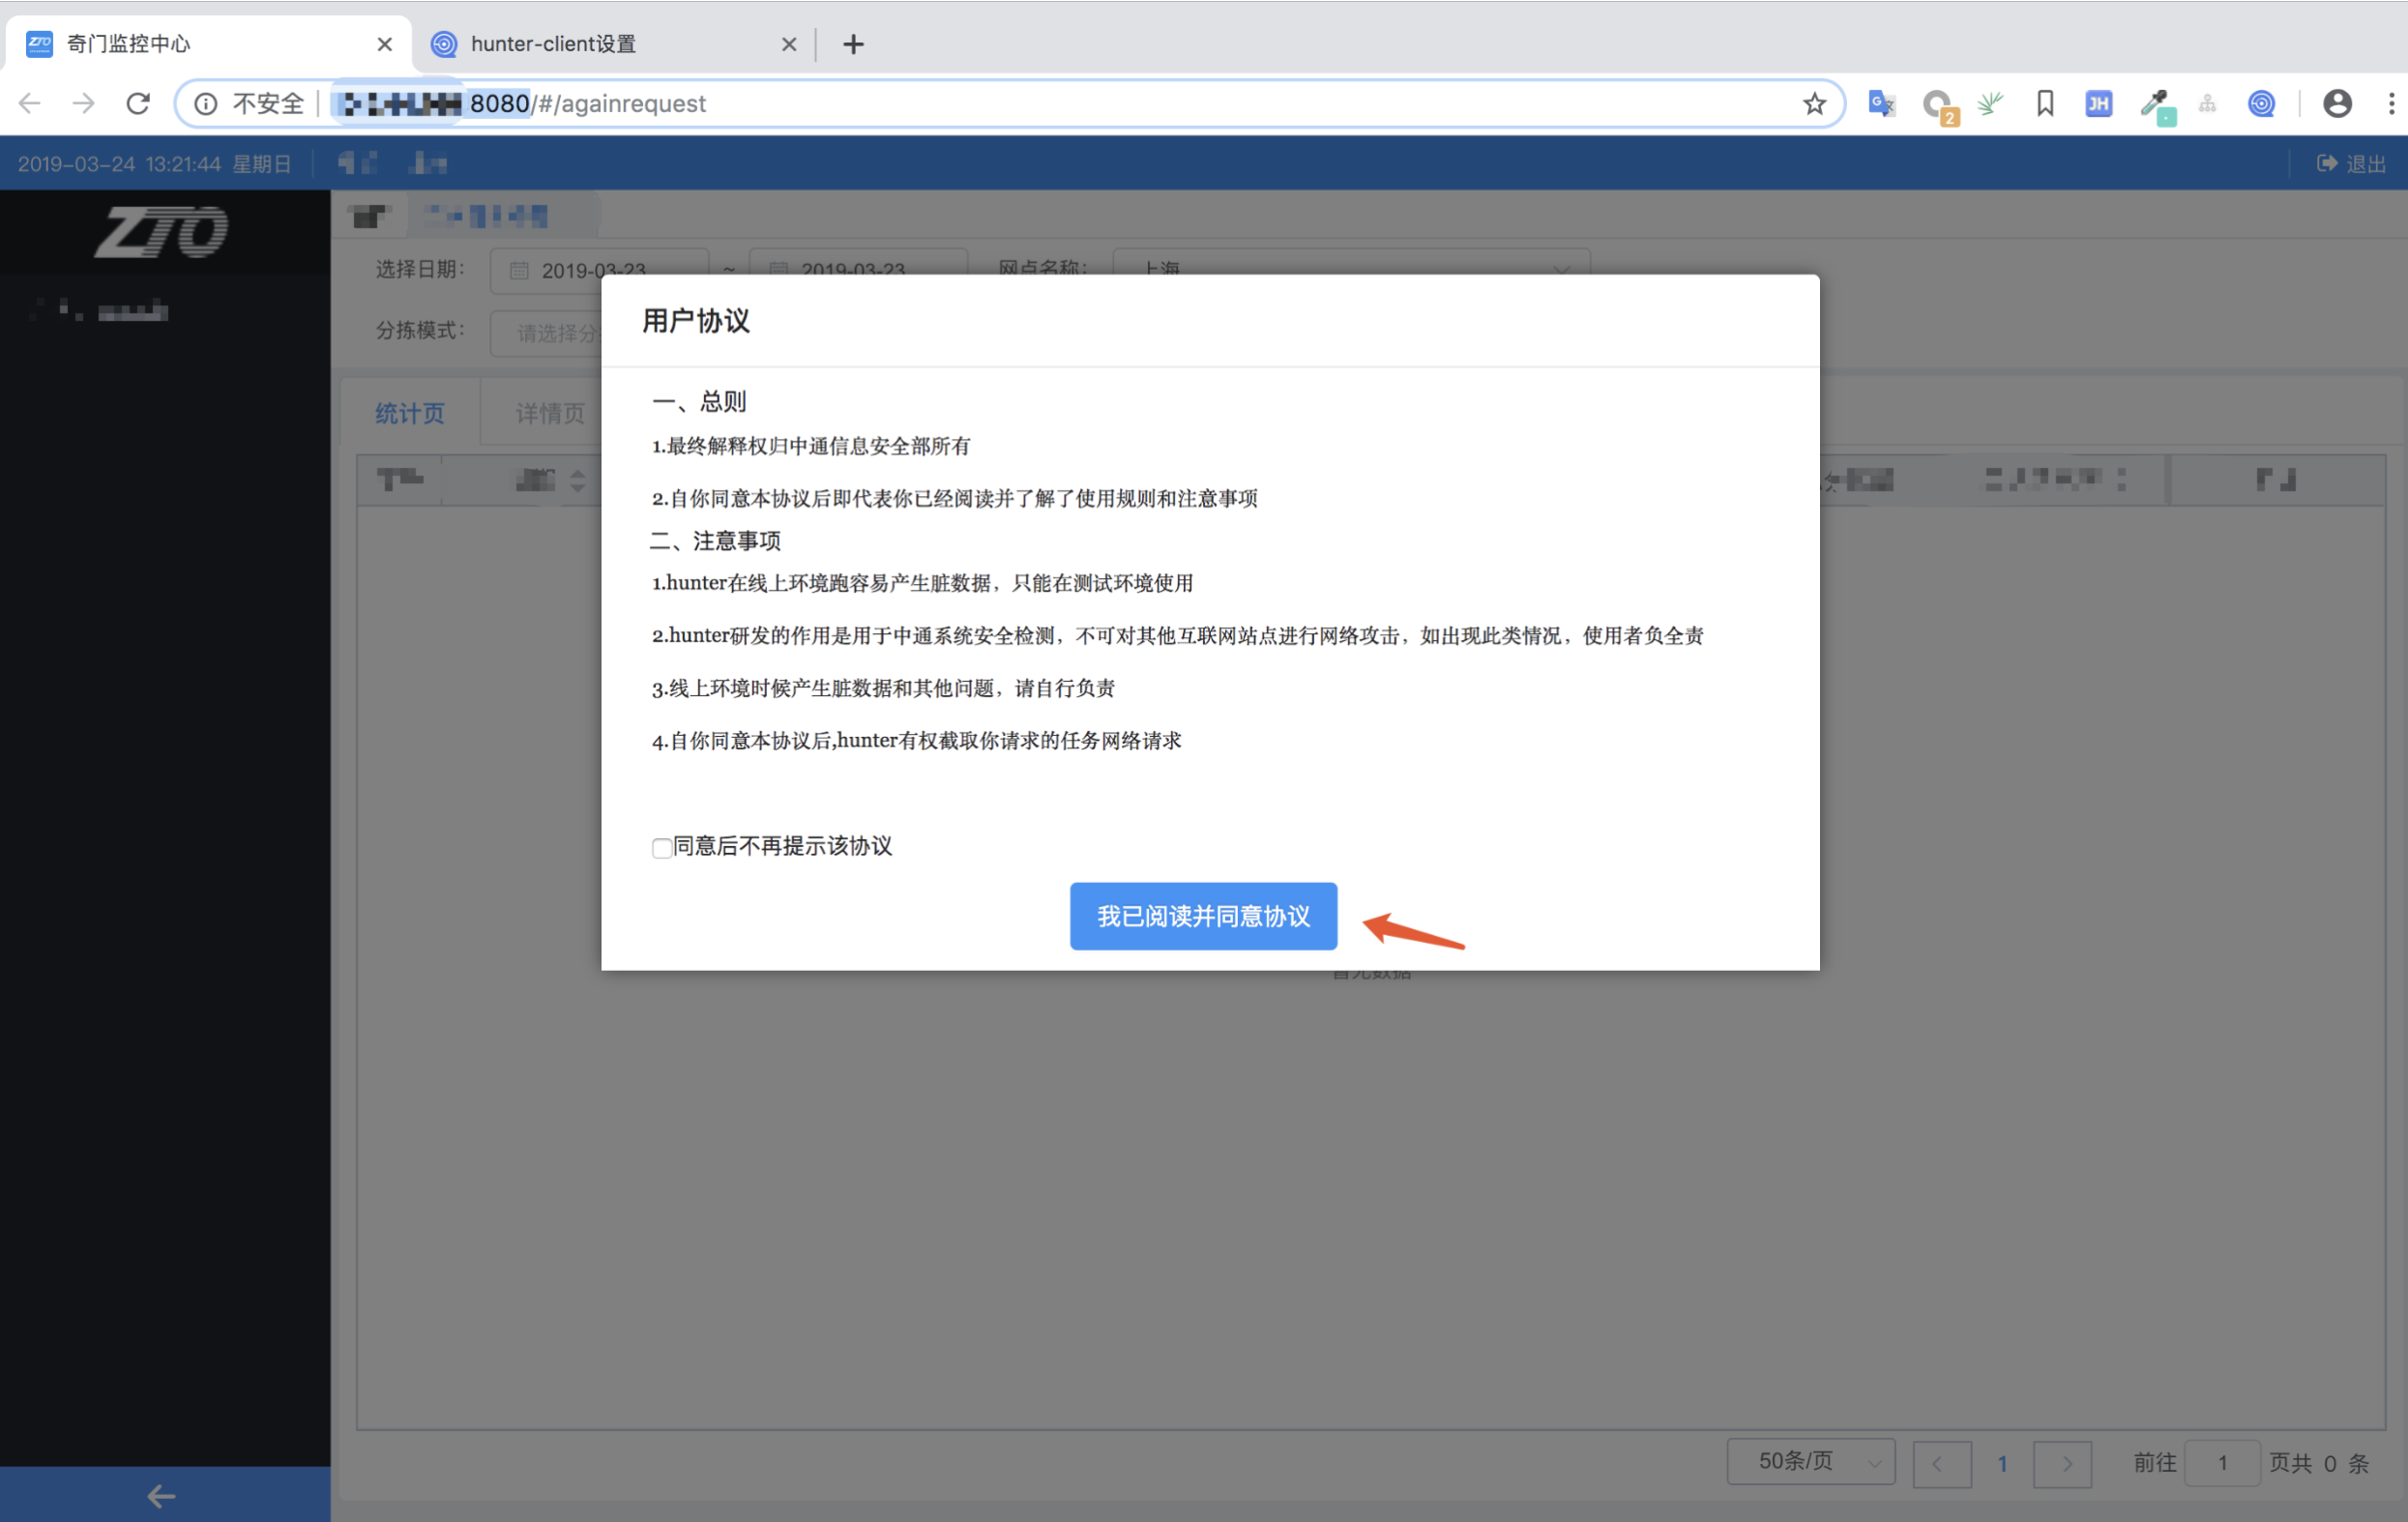 奇门监控中心
hunter-client设置
不安全
8080/#/againrequest
2
JH
2019-03-24 13:21:44 星期日
退出
ZTO
选择日期：
2019-03-23
~
2019-03-23
网点名称：
上海
分拣模式：
请选择分
统计页
详情页
用户协议
一、总则
1.最终解释权归中通信息安全部所有
2.自你同意本协议后即代表你已经阅读并了解了使用规则和注意事项
二、注意事项
1.hunter在线上环境跑容易产生脏数据，只能在测试环境使用
2.hunter研发的作用是用于中通系统安全检测，不可对其他互联网站点进行网络攻击，如出现此类情况，使用者负全责
3.线上环境时候产生脏数据和其他问题，请自行负责
4.自你同意本协议后,hunter有权截取你请求的任务网络请求
同意后不再提示该协议
我已阅读并同意协议
暂无数据
50条/页
1
前往 1 页共 0 条